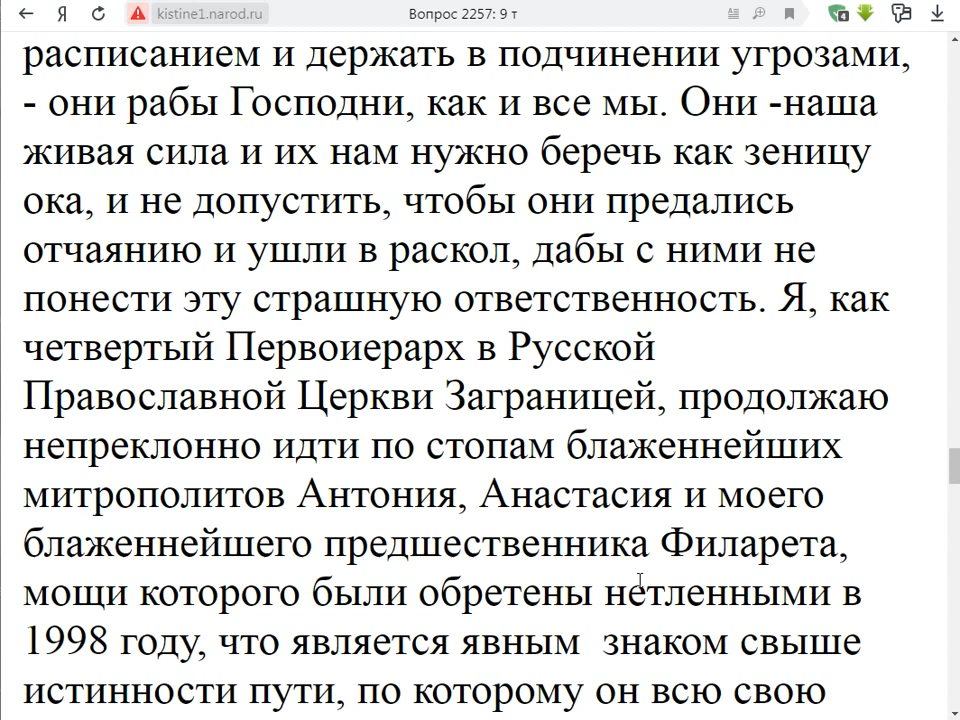 Я kistine1.narod.ru Вопрос 2257: 9 т 4
расписанием и держать в подчинении угрозами,
- они рабы Господни, как и все мы. Они -наша
живая сила и их нам нужно беречь как зеницу
ока, и не допустить, чтобы они предались
отчаянию и ушли в раскол, дабы с ними не
понести эту страшную ответственность. Я, как
четвертый Первоиерарх в Русской
Православной Церкви Заграницей, продолжаю
непреклонно идти по стопам блаженнейших
митрополитов Антония, Анастасия и моего
блаженнейшего предшественника Филарета,
мощи которого были обретены нетленными в
1998 году, что является явным  знаком свыше
истинности пути, по которому он всю свою